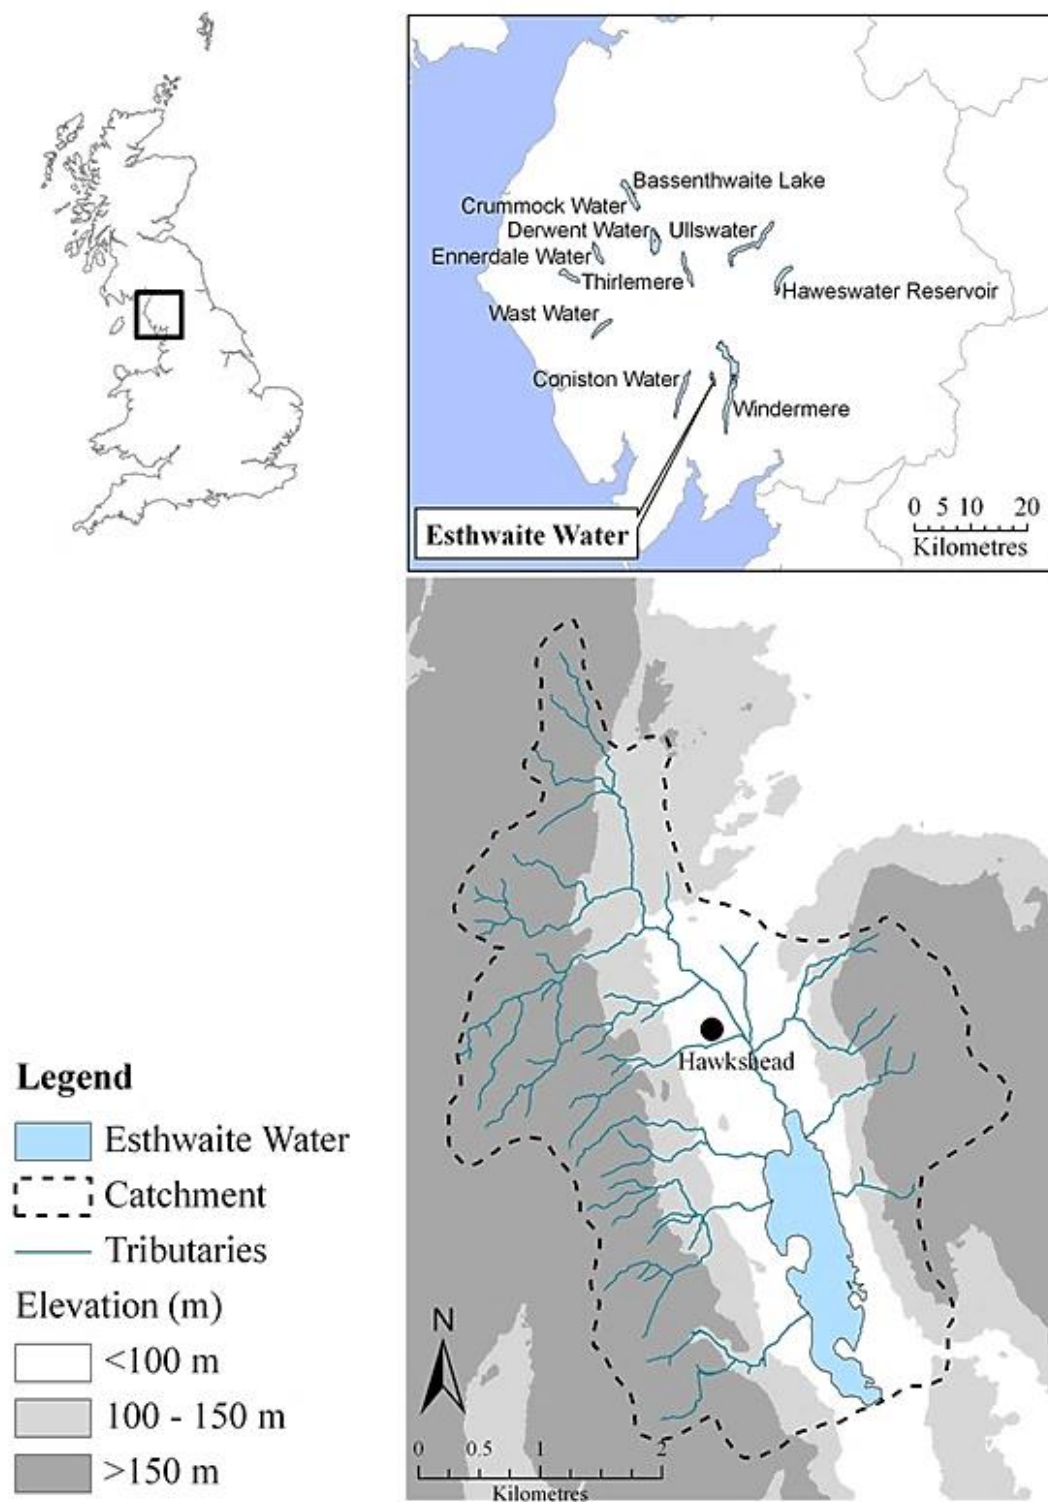 Bassenthwaite Lake
Crummock Water
Derwent Water
Ullswater
Ennerdale Water
Thirlemere
Haweswater Reservoir
Wast Water
Coniston Water
Windermere
Esthwaite Water
0 5 10 20
Kilometres
Hawkshead
Legend
Esthwaite Water
Catchment
Tributaries
Elevation (m)
<100 m
100 - 150 m
>150 m
N
0 0.5 1 2
Kilometres